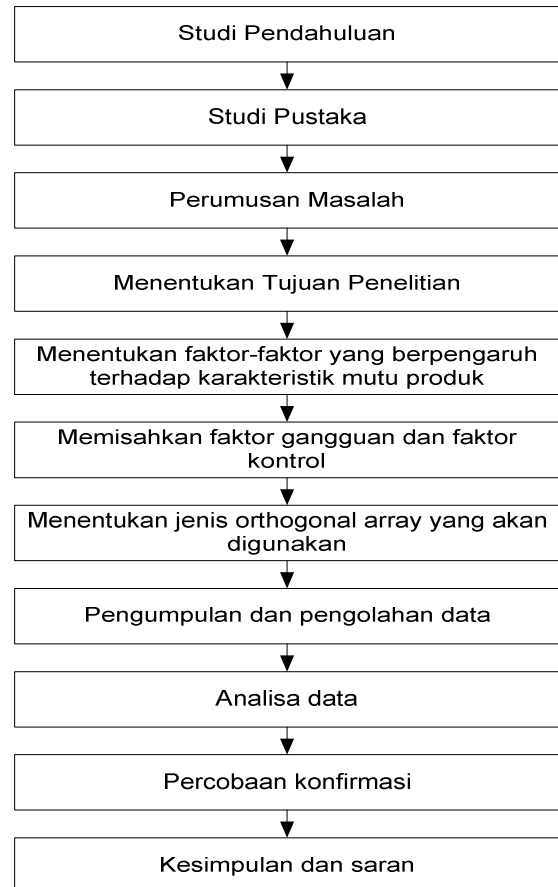 Studi Pendahuluan
Studi Pustaka
Perumusan Masalah
Menentukan Tujuan Penelitian
Menentukan faktor-faktor yang berpengaruh
terhadap karakteristik mutu produk
Memisahkan faktor gangguan dan faktor
kontrol
Menentukan jenis orthogonal array yang akan
digunakan
Pengumpulan dan pengolahan data
Analisa data
Percobaan konfirmasi
Kesimpulan dan saran